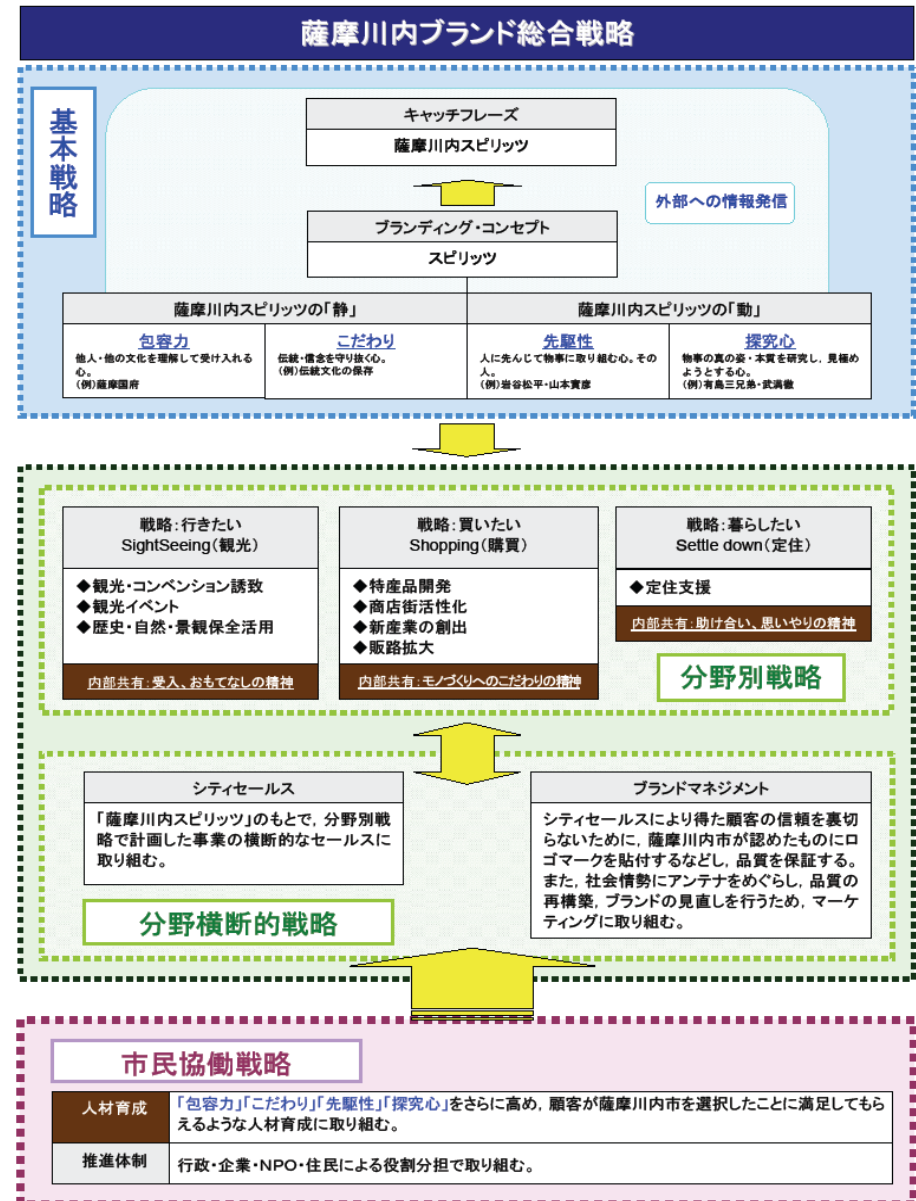 薩摩川内ブランド総合戦略
基本戦略
キャッチフレーズ
薩摩川内スピリッツ
外部への情報発信
ブランディング・コンセプト
スピリッツ
薩摩川内スピリッツの「静」
薩摩川内スピリッツの「動」
包容力
他人・他の文化を理解して受け入れる
心。
(例)薩摩国府
こだわり
伝統・信念を守り抜く心。
(例)伝統文化の保存
先駆性
人に先んじて物事に取り組む心。その
人。
(例)岩谷松平・山本實彦
探究心
物事の真の姿・本質を研究し，見極め
ようとする心。
(例)有島三兄弟・武満徹
戦略:行きたい
SightSeeing(観光)
◆観光・コンベンション誘致
◆観光イベント
◆歴史・自然・景観保全活用
内部共有:受入、おもてなしの精神
戦略:買いたい
Shopping(購買)
◆特産品開発
◆商店街活性化
◆新産業の創出
◆販路拡大
内部共有:モノづくりへのこだわりの精神
戦略:暮らしたい
Settle down(定住)
◆定住支援
内部共有:助け合い、思いやりの精神
分野別戦略
シティセールス
「薩摩川内スピリッツ」のもとで，分野別戦
略で計画した事業の横断的なセールスに
取り組む。
分野横断的戦略
ブランドマネジメント
シティセールスにより得た顧客の信頼を裏切
らないために，薩摩川内市が認めたものにロ
ゴマークを貼付するなどし，品質を保証する。
また，社会情勢にアンテナをめぐらし，品質の
再構築，ブランドの見直しを行うため，マーケ
ティングに取り組む。
市民協働戦略
人材育成
「包容力」「こだわり」「先駆性」「探究心」をさらに高め，顧客が薩摩川内市を選択したことに満足してもら
えるような人材育成に取り組む。
推進体制
行政・企業・NPO・住民による役割分担で取り組む。